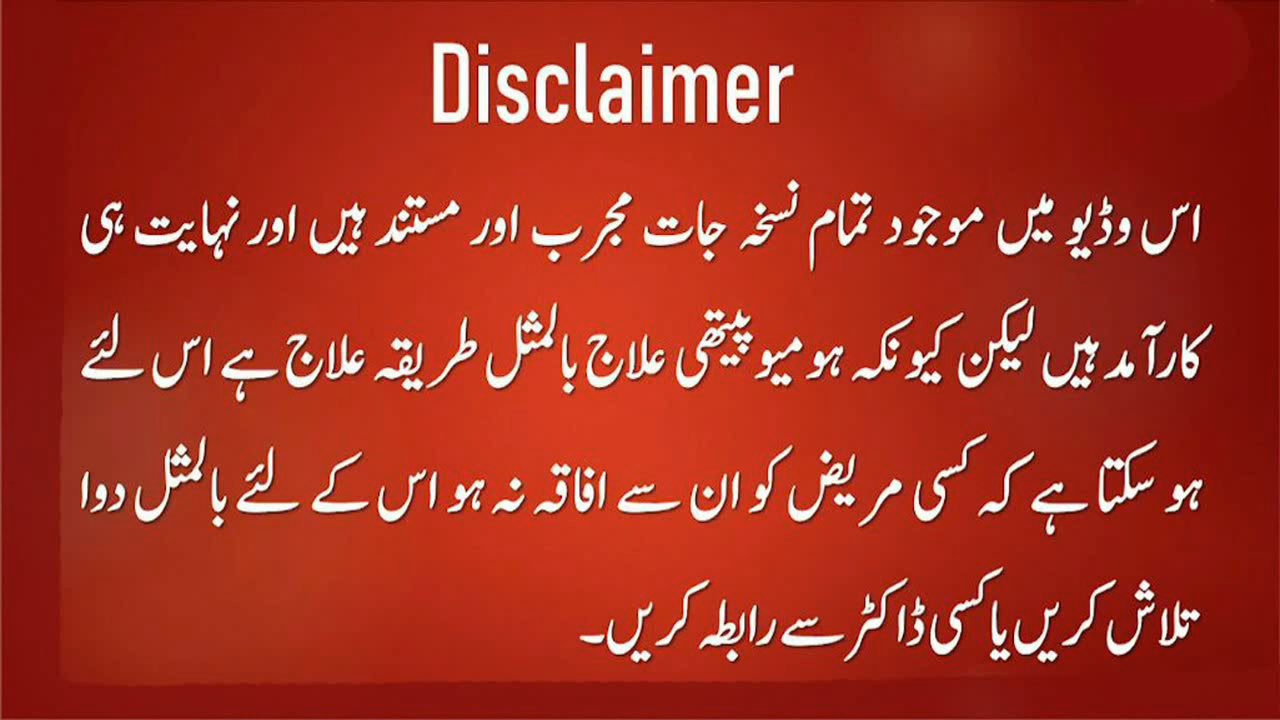 Disclaimer
اس وڈیو میں موجود تمام نسخہ جات مجرب اور مستند ہیں اور نہایت ہی
کارآمد ہیں لیکن کیونکہ ہومیوپیتھی علاج بالمثل طریقہ علاج ہے اس لئے
ہو سکتا ہے کہ کسی مریض کو ان سے افاقہ نہ ہو اس کے لئے بالمثل دوا
تلاش کریں یا کسی ڈاکٹر سے رابطہ کریں۔